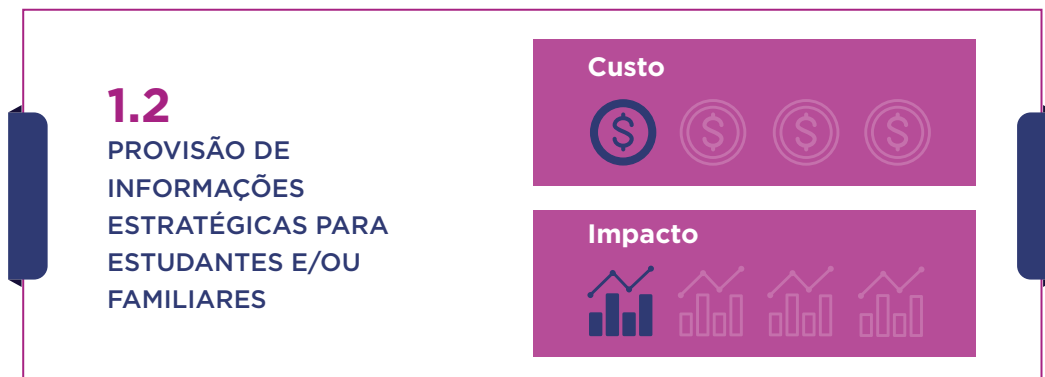 1.2
PROVISÃO DE
INFORMAÇÕES
ESTRATÉGICAS PARA
ESTUDANTES E/OU
FAMILIARES
Custo
$ $ $ $
Impacto